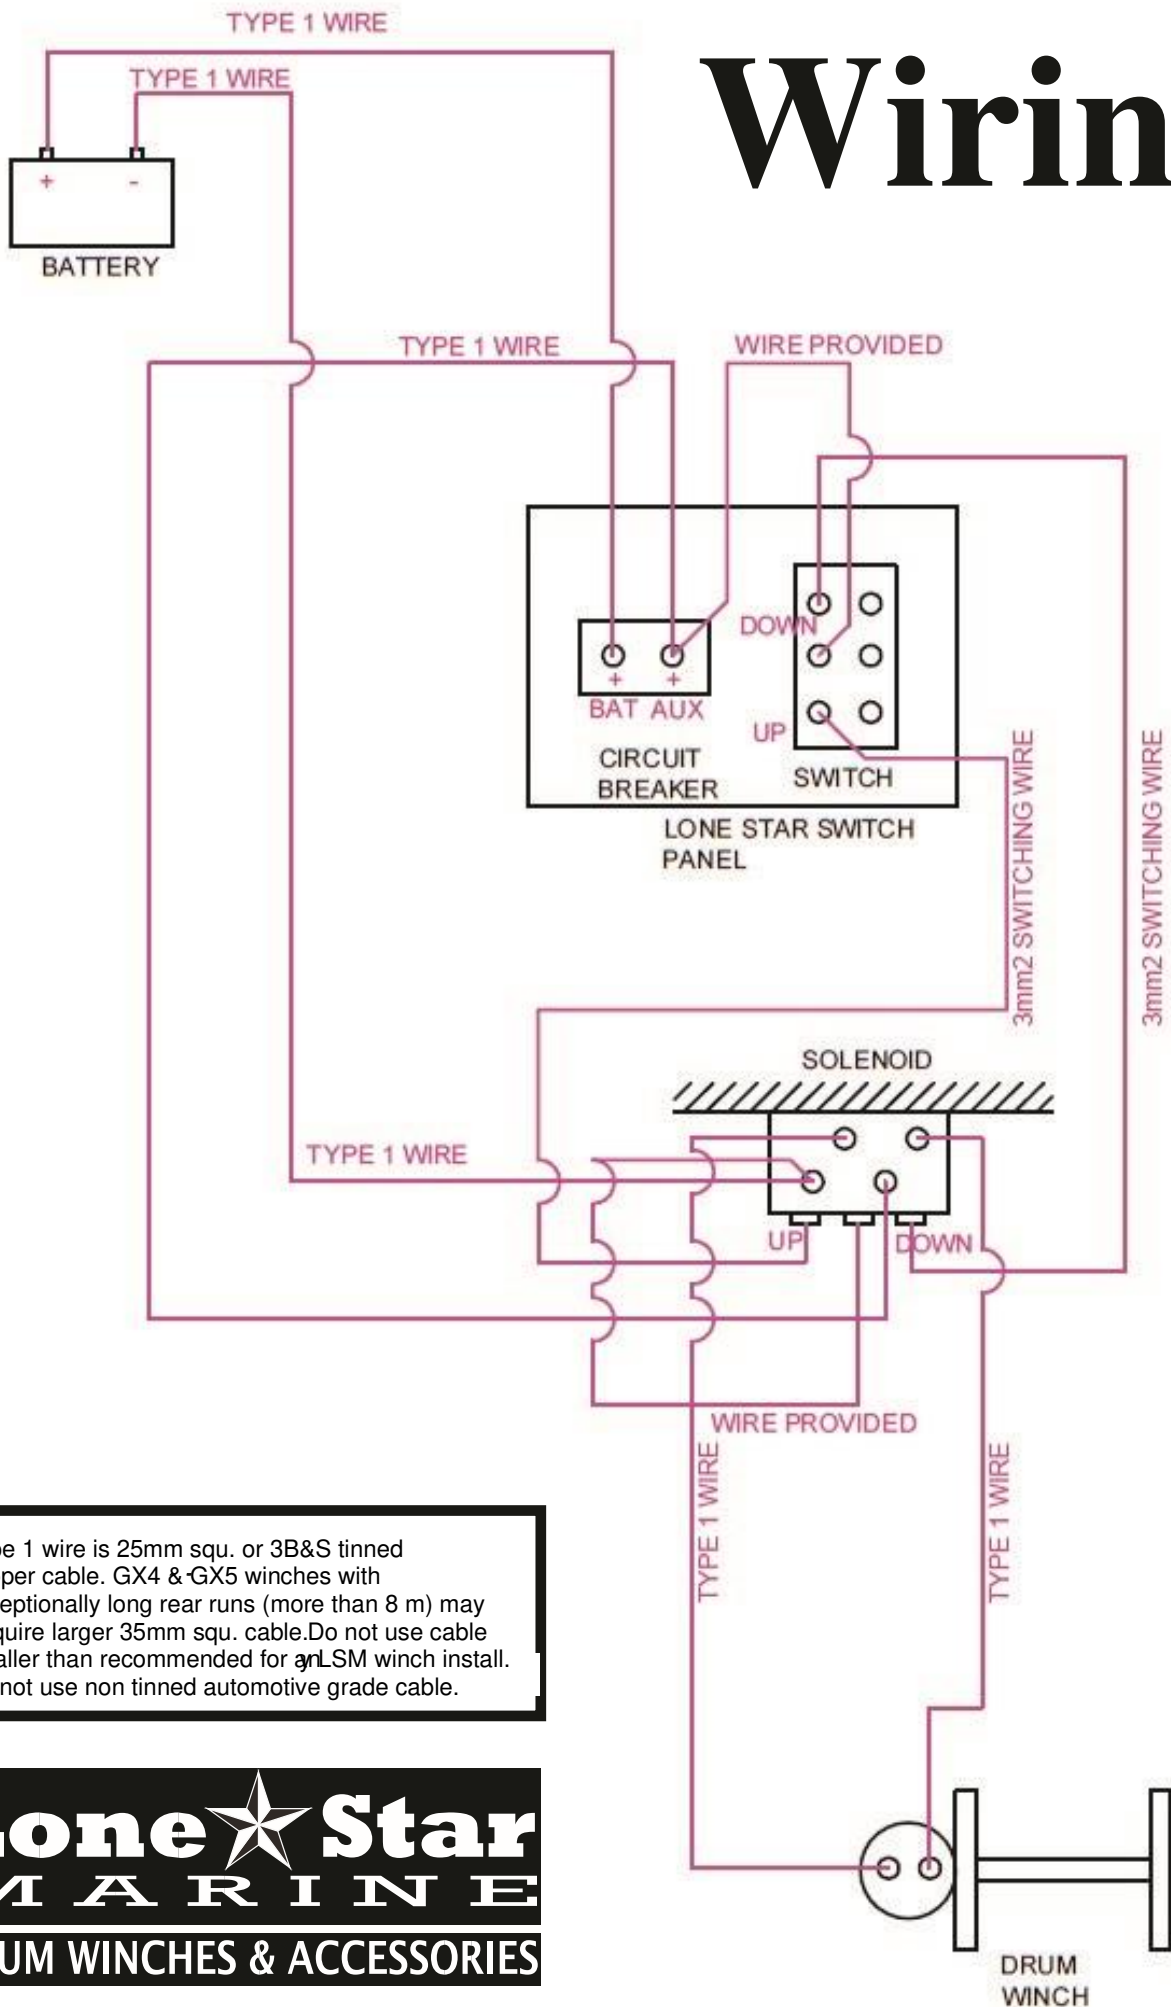 TYPE 1 WIRE
Wirin
TYPE 1 WIRE
+ -
BATTERY
TYPE 1 WIRE
WIRE PROVIDED
DOWN
+ +
BAT AUX
UP
CIRCUIT
BREAKER
SWITCH
LONE STAR SWITCH
PANEL
3mm2 SWITCHING WIRE
3mm2 SWITCHING WIRE
SOLENOID
TYPE 1 WIRE
UP
DOWN
WIRE PROVIDED
TYPE 1 WIRE
TYPE 1 WIRE
pe 1 wire is 25mm squ. or 3B&S tinned
per cable. GX4 & GX5 winches with
eptionally long rear runs (more than 8 m) may
quire larger 35mm squ. cable.Do not use cable
aller than recommended for LSM winch install.
not use non tinned automotive grade cable.
Lone Star
MARINE
UM WINCHES & ACCESSORIES
DRUM
WINCH